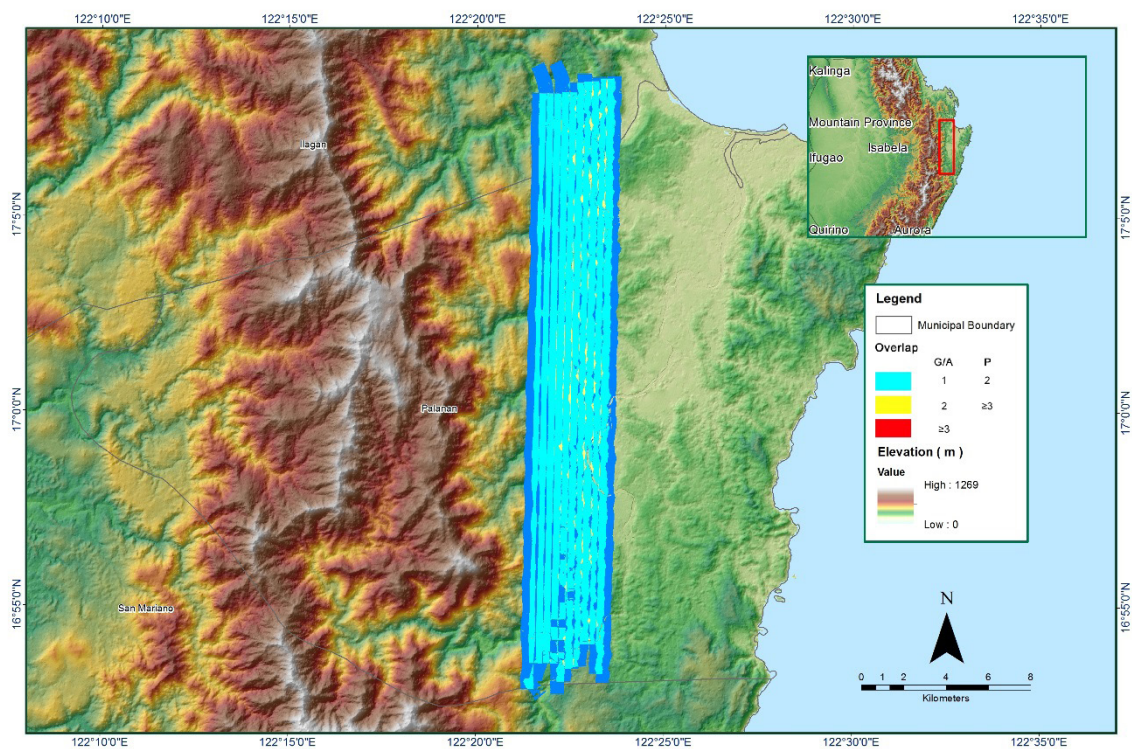 122°10'0"E 122°15'0"E 122°20'0"E 122°25'0"E 122°30'0"E 122°35'0"E
Kalinga
Mountain Province
Isabela
Ifugao
Quirino Aurora
Ilagan
17°5'0"N 17°5'0"N
Legend
Municipal Boundary
Overlap
G/A P
1 2
2 ≥3
≥3
Elevation ( m )
Value
High : 1269
Low : 0
Palanan
17°0'0"N 17°0'0"N
San Mariano
16°55'0"N 16°55'0"N
N
0 1 2 4 6 8
Kilometers
122°10'0"E 122°15'0"E 122°20'0"E 122°25'0"E 122°30'0"E 122°35'0"E